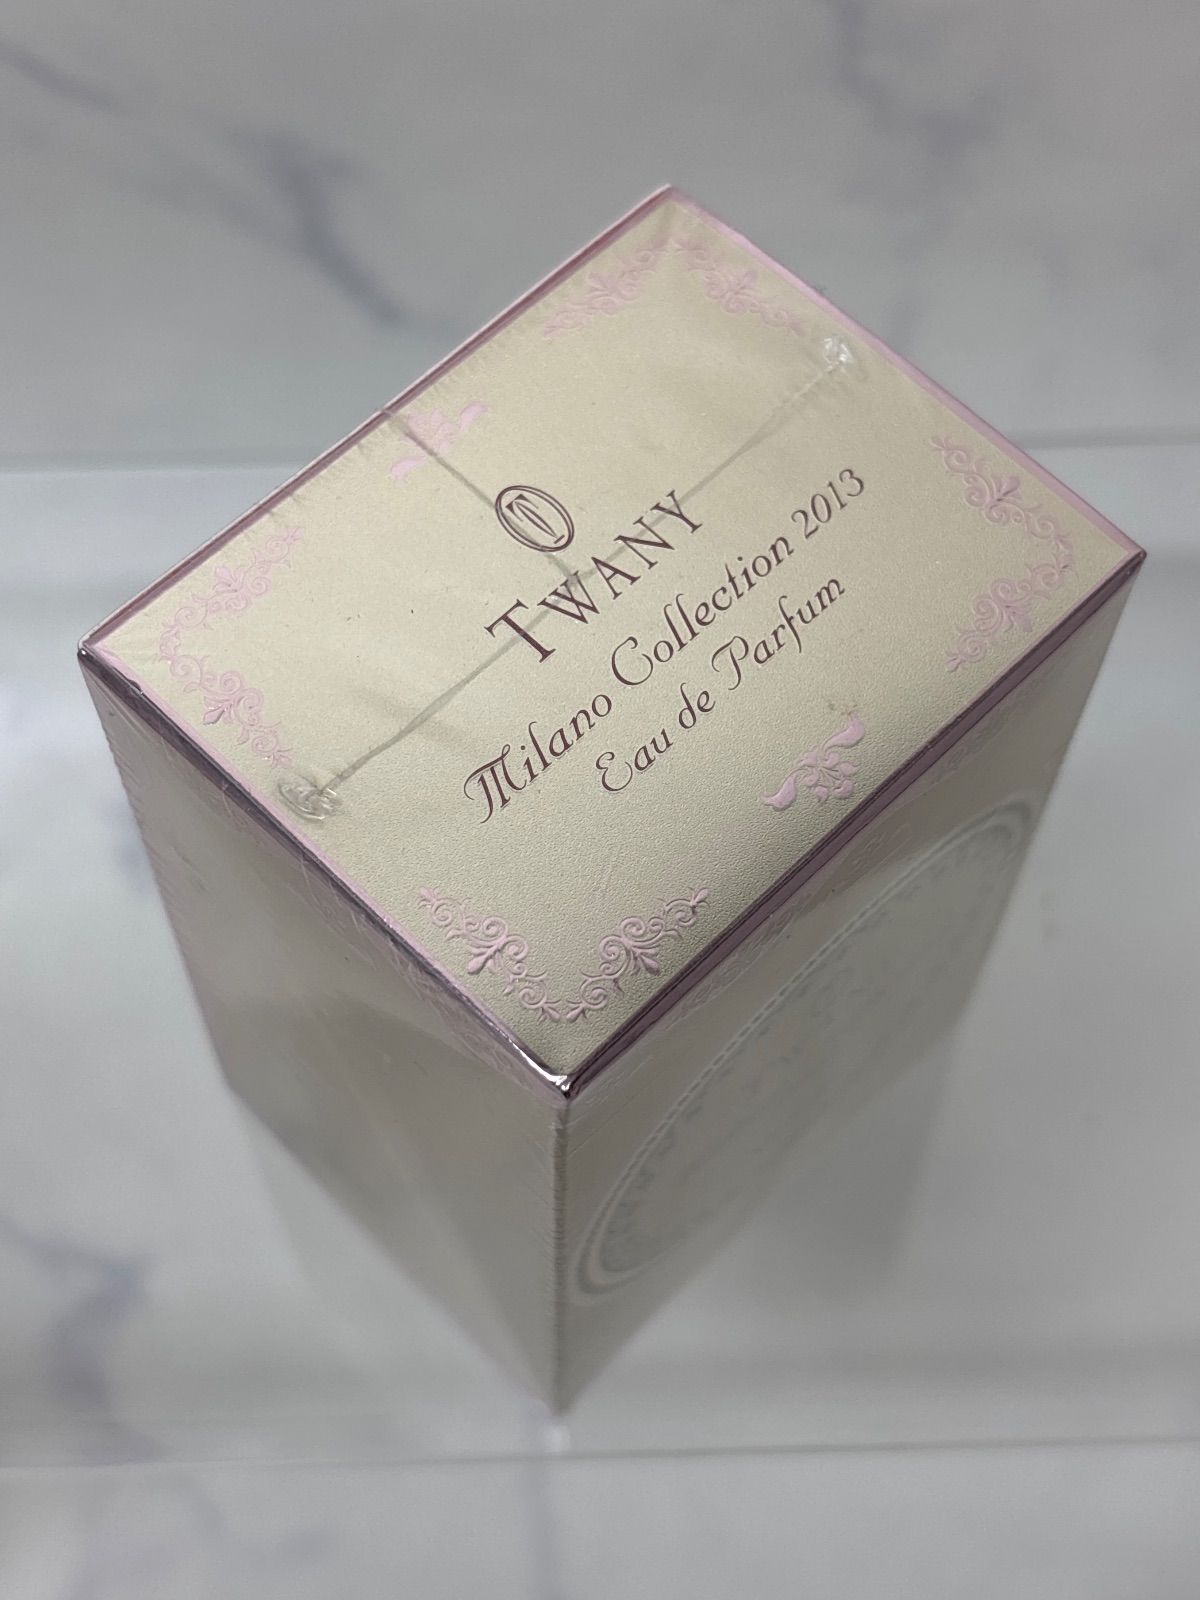 T
TWANY
Milano Collection 2013
Eau de Parfum